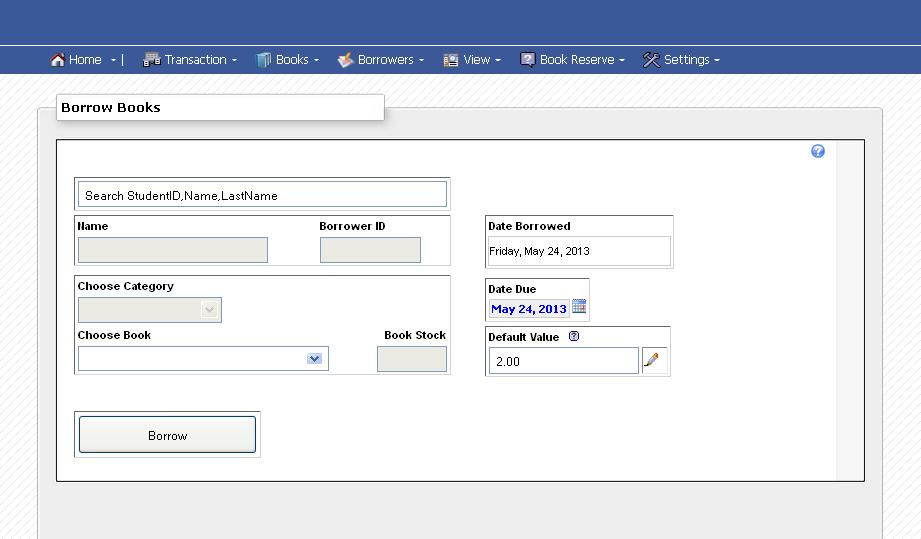 Home Transaction Books Borrowers View Book Reserve Settings
Borrow Books
Search StudentID,Name,LastName
Name Borrower ID
Date Borrowed
Friday, May 24, 2013
Choose Category
Date Due
May 24, 2013
Choose Book Book Stock
Default Value
2.00
Borrow